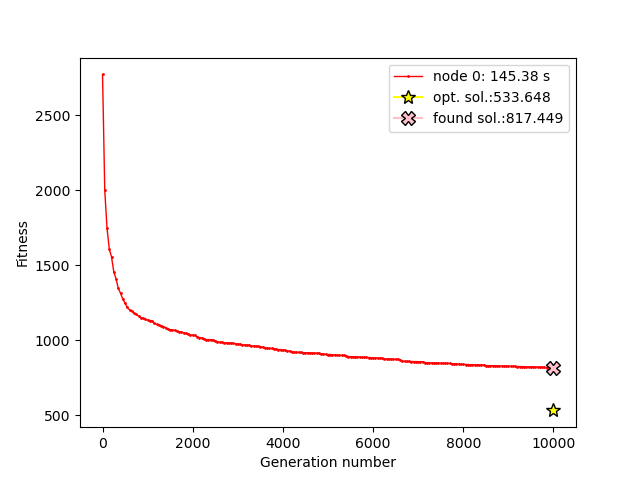 node 0: 145.38 s
opt. sol.:533.648
found sol.:817.449
2500
2000
1500
1000
500
Fitness
0 2000 4000 6000 8000 10000
Generation number